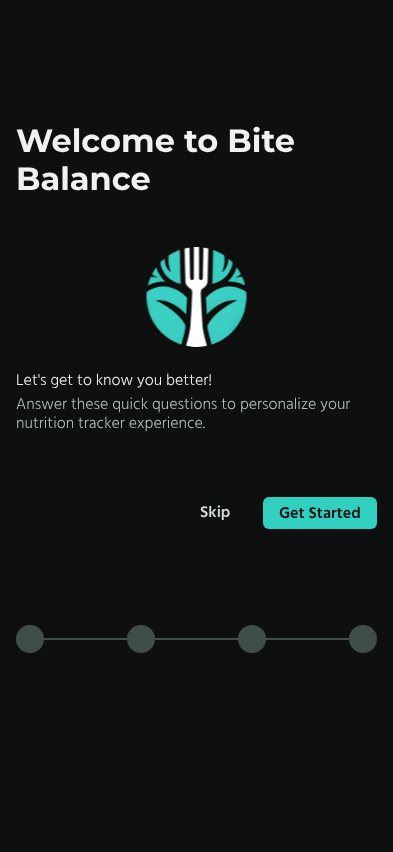 Welcome to Bite
Balance
Let's get to know you better!
Answer these quick questions to personalize your
nutrition tracker experience.
Skip
Get Started